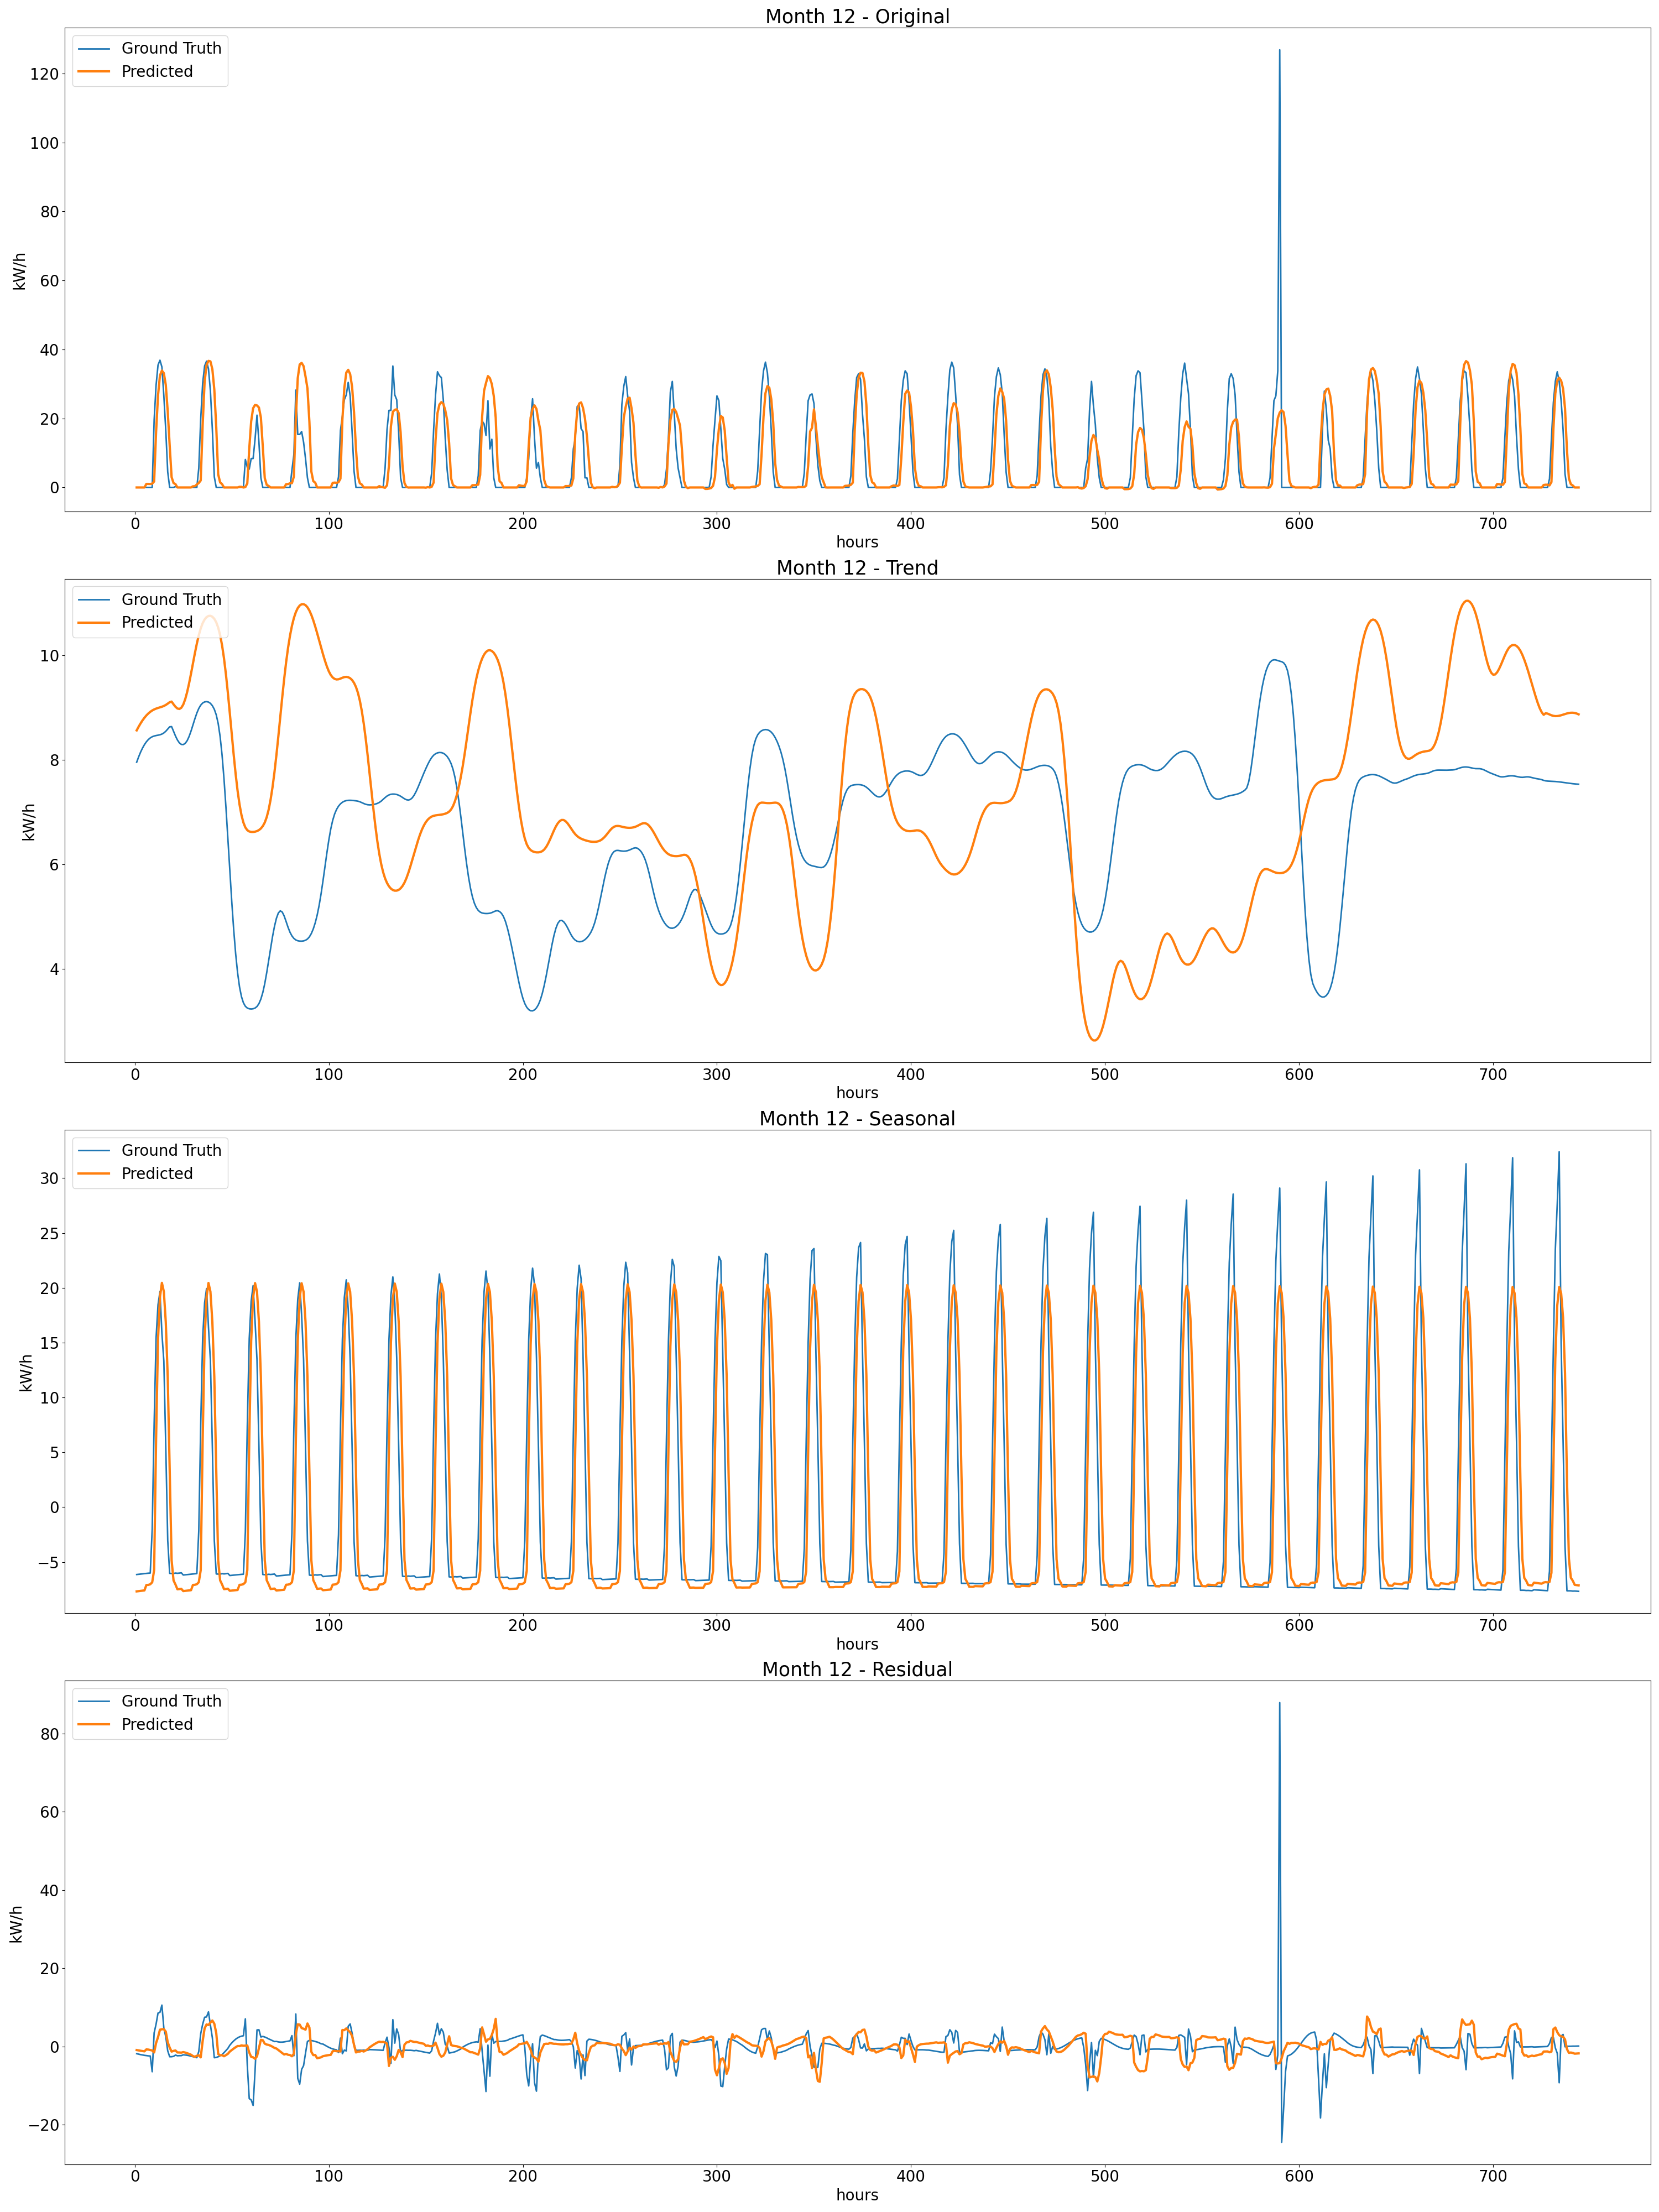 Month 12 - Original
Ground Truth
Predicted
120
100
80
60
40
20
0
kW/h
0 100 200 300 400 500 600 700
hours
Month 12 - Trend
Ground Truth
Predicted
10
8
6
4
kW/h
0 100 200 300 400 500 600 700
hours
Month 12 - Seasonal
Ground Truth
Predicted
30
25
20
15
10
5
0
−5
kW/h
0 100 200 300 400 500 600 700
hours
Month 12 - Residual
Ground Truth
Predicted
80
60
40
20
0
−20
kW/h
0 100 200 300 400 500 600 700
hours